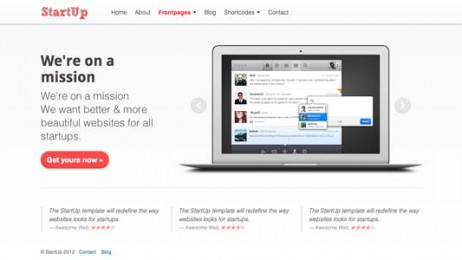 StartUp
Home About Frontpages Blog Shortcodes Contact
We're on a
mission
We're on a mission
We want better & more
beautiful websites for all
startups.
Get yours now »
The StartUp template will redefine the way
websites looks for startups.
— Awesome Web, ★★★★☆
The StartUp template will redefine the way
websites looks for startups.
— Awesome Web, ★★★★☆
The StartUp template will redefine the way
websites looks for startups.
— Awesome Web, ★★★★☆
© StartUp 2012 Contact Blog